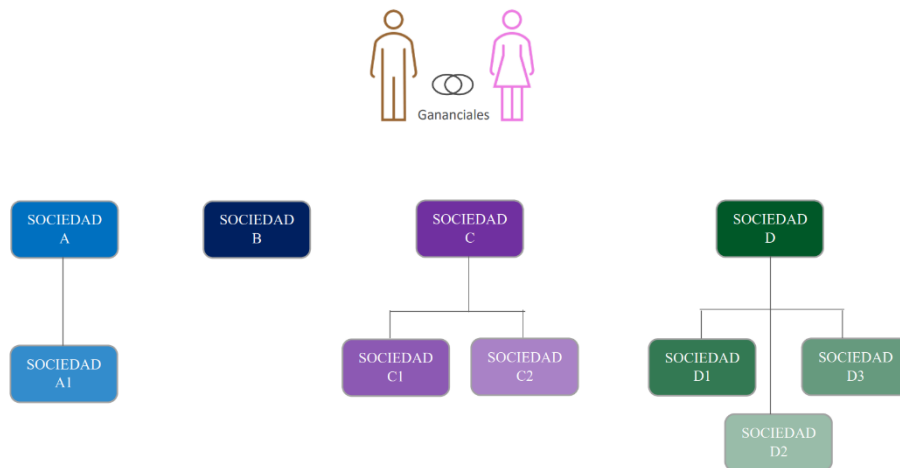 Gananciales
SOCIEDAD
A
SOCIEDAD
B
SOCIEDAD
C
SOCIEDAD
D
SOCIEDAD
A1
SOCIEDAD
C1
SOCIEDAD
C2
SOCIEDAD
D1
SOCIEDAD
D3
SOCIEDAD
D2